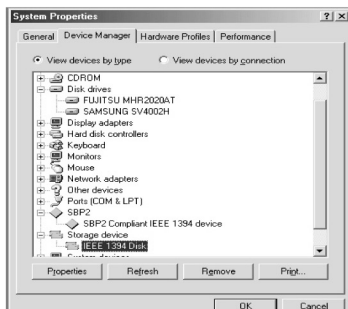 System Properties
General Device Manager Hardware Profiles Performance
View devices by type View devices by connection
CDROM
Disk drives
FUJITSU MHR2020AT
SAMSUNG SV4002H
Display adapters
Hard disk controllers
Keyboard
Monitors
Mouse
Network adapters
Other devices
Ports (COM & LPT)
SBP2
SBP2 Compliant IEEE 1394 device
Storage device
IEEE 1394 Disk
Properties Refresh Remove Print...
OK Cancel